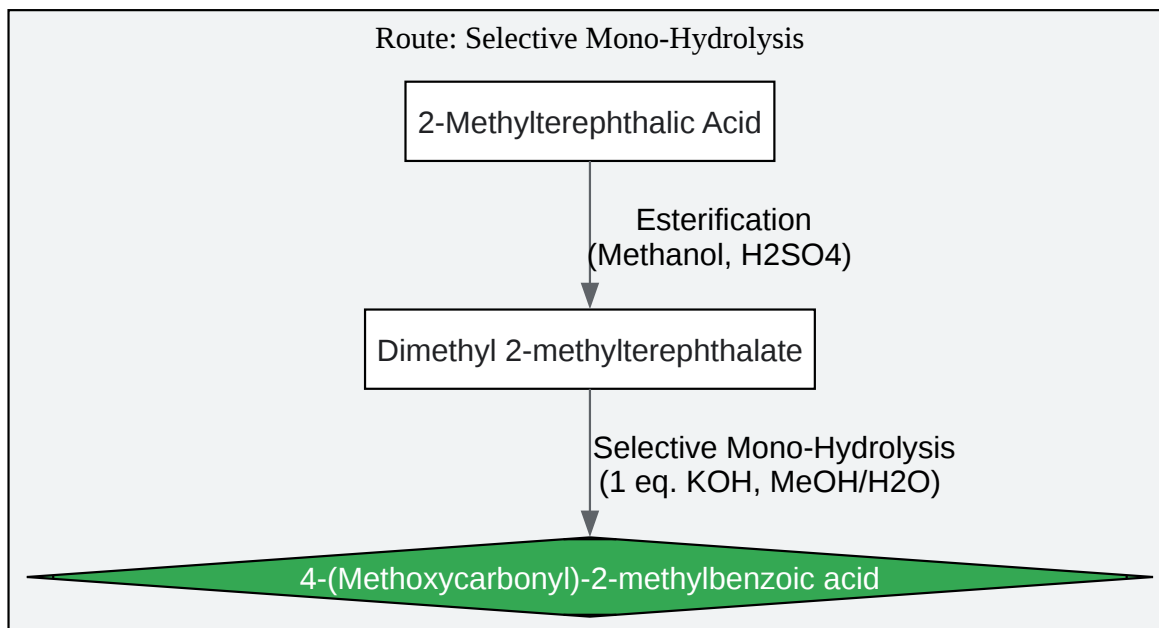 Route: Selective Mono-Hydrolysis
2-Methylterephthalic Acid
Esterification
(Methanol, H2SO4)
Dimethyl 2-methylterephthalate
Selective Mono-Hydrolysis
(1 eq. KOH, MeOH/H2O)
4-(Methoxycarbonyl)-2-methylbenzoic acid